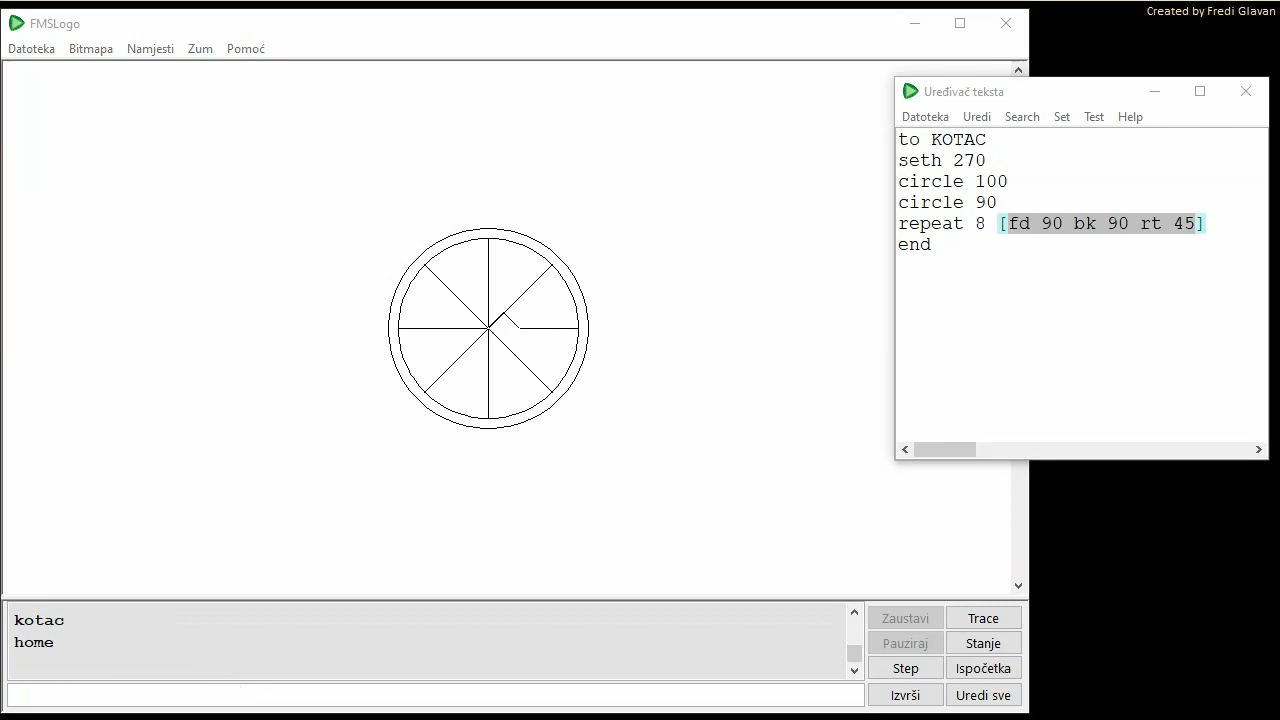 Created by Fredi Glavan
FMSLogo
Datoteka Bitmapa Namjesti Zum Pomoć
Uređivač teksta
Datoteka Uredi Search Set Test Help
to KOTAC
seth 270
circle 100
circle 90
repeat 8 [fd 90 bk 90 rt 45]
end
kotac
home
Zaustavi Trace
Pauziraj Stanje
Step Ispočetka
Izvrši Uredi sve